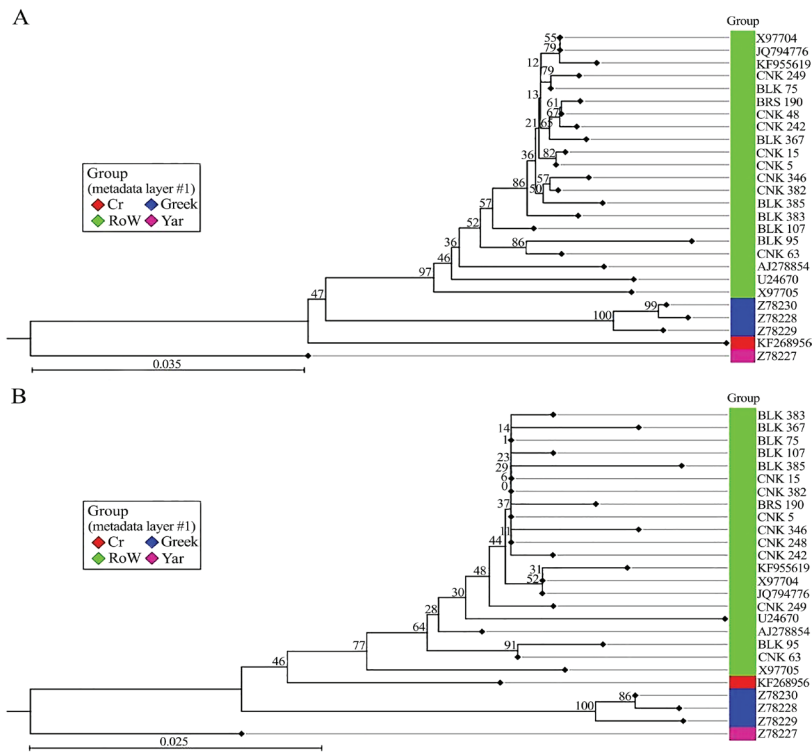 A
Group
55
X97704
79
JQ794776
12
KF955619
79
CNK 249
BLK 75
13
61
BRS 190
67
CNK 48
21
65
CNK 242
BLK 367
36
82
CNK 15
CNK 5
57
CNK 346
86
50
CNK 382
BLK 385
57
BLK 383
52
BLK 107
36
86
BLK 95
46
CNK 63
97
AJ278854
U24670
47
X97705
99
Z78230
100
Z78228
Z78229
KF268956
Z78227
0.035
Group
(metadata layer #1)
Cr Greek
RoW Yar
B
Group
BLK 383
14
BLK 367
1
BLK 75
23
BLK 107
29
BLK 385
6
CNK 15
0
CNK 382
37
BRS 190
CNK 5
11
CNK 346
44
CNK 248
CNK 242
48
31
KF955619
52
X97704
JQ794776
30
CNK 249
28
U24670
64
AJ278854
91
BLK 95
77
CNK 63
46
X97705
KF268956
86
Z78230
100
Z78228
Z78229
Z78227
0.025
Group
(metadata layer #1)
Cr Greek
RoW Yar